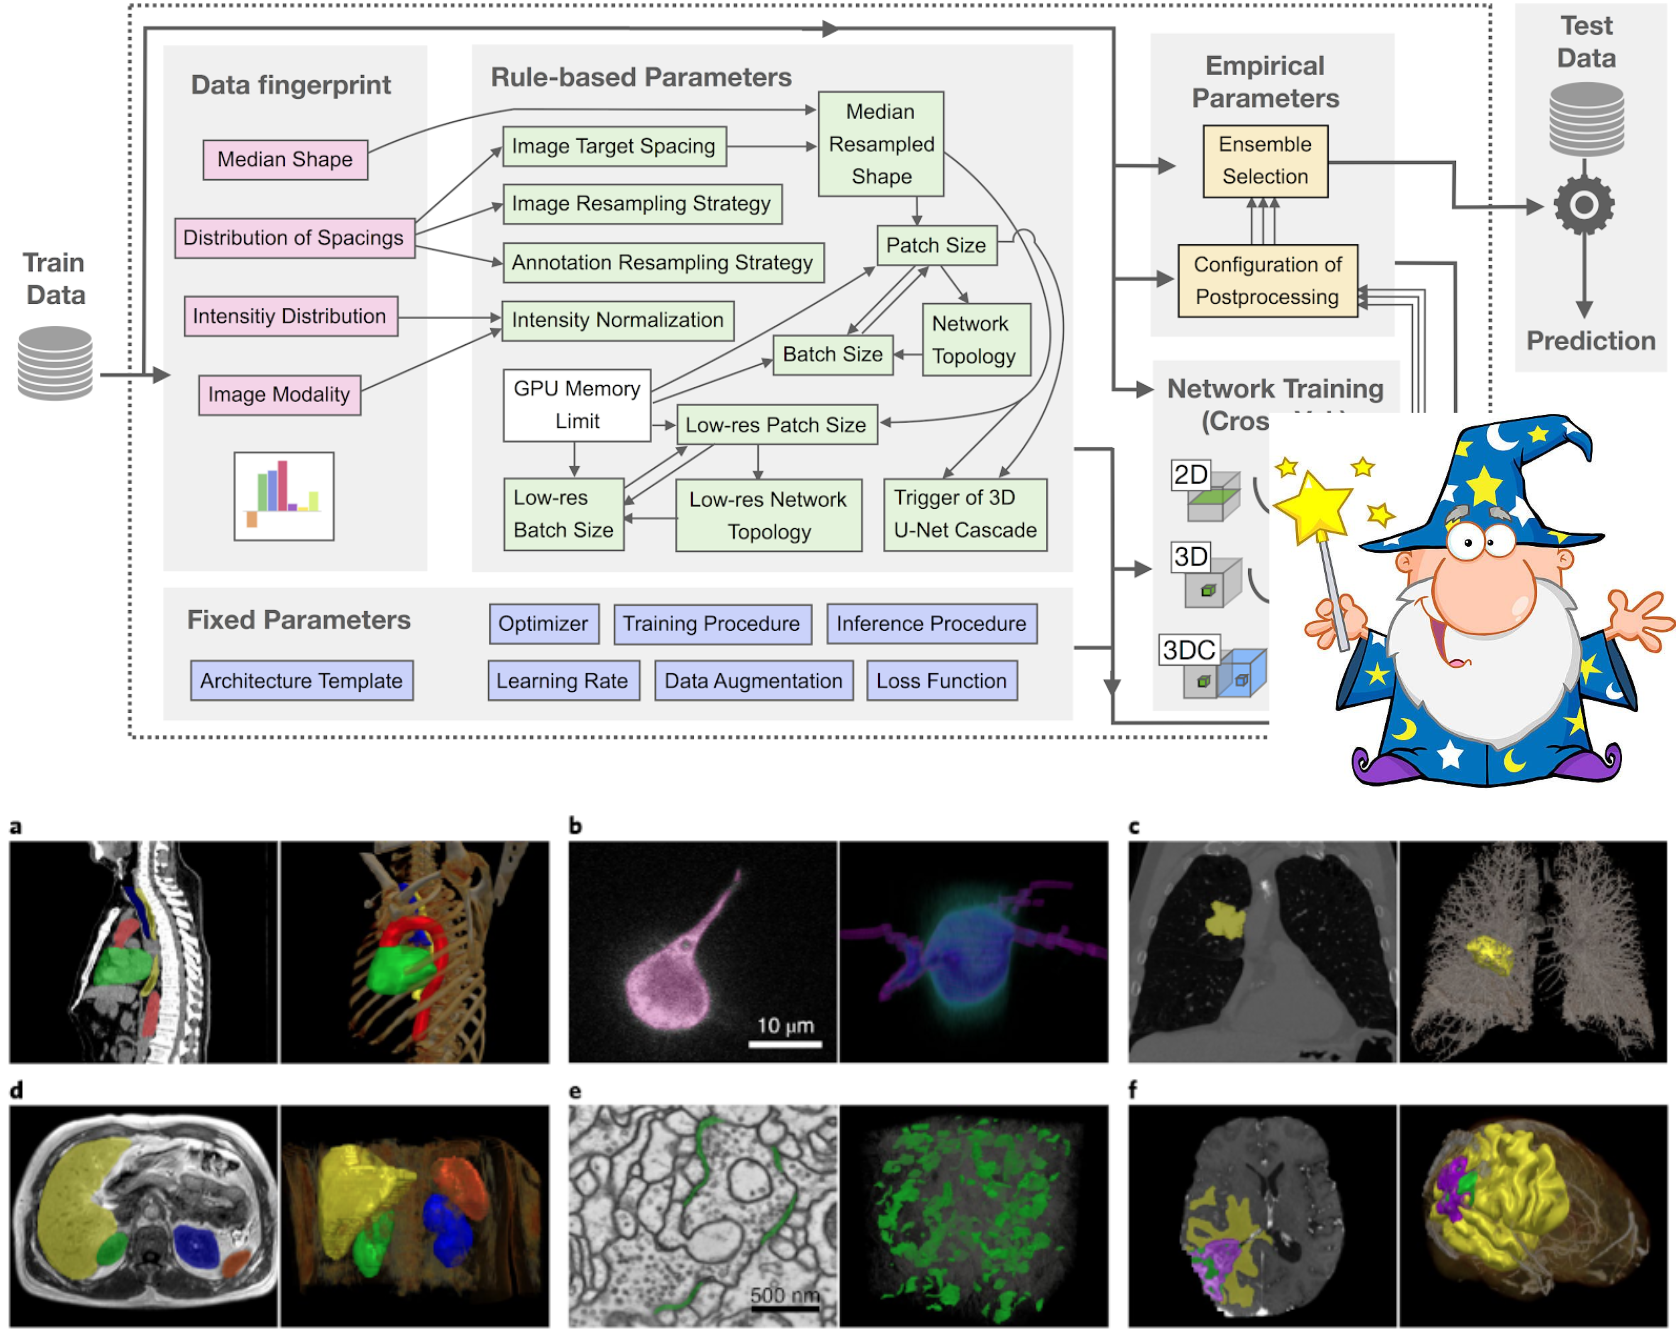 Train
Data
Data fingerprint
Median Shape
Distribution of Spacings
Intensitiy Distribution
Image Modality
Rule-based Parameters
Image Target Spacing
Image Resampling Strategy
Annotation Resampling Strategy
Intensity Normalization
Median
Resampled
Shape
Patch Size
Batch Size
Network
Topology
GPU Memory
Limit
Low-res Patch Size
Low-res
Batch Size
Low-res Network
Topology
Trigger of 3D
U-Net Cascade
Fixed Parameters
Optimizer
Training Procedure
Inference Procedure
Architecture Template
Learning Rate
Data Augmentation
Loss Function
Empirical
Parameters
Ensemble
Selection
Configuration of
Postprocessing
Network Training
(Cros
2D
3D
3DC
Test
Data
Prediction
a
b
10 µm
c
d
e
500 nm
f